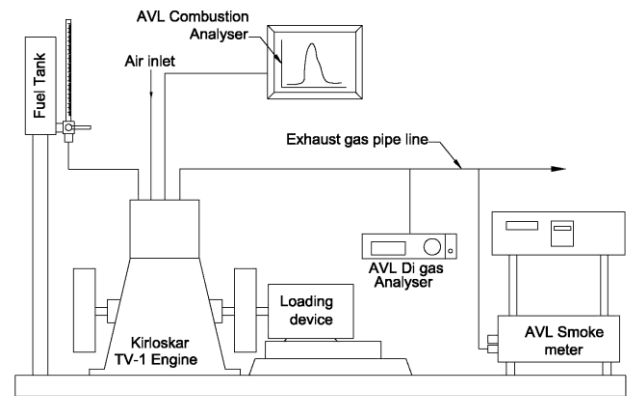 AVL Combustion
Analyser
Air inlet
Fuel Tank
Exhaust gas pipe line
AVL Di gas
Analyser
Loading
device
Kirloskar
TV-1 Engine
AVL Smoke
meter